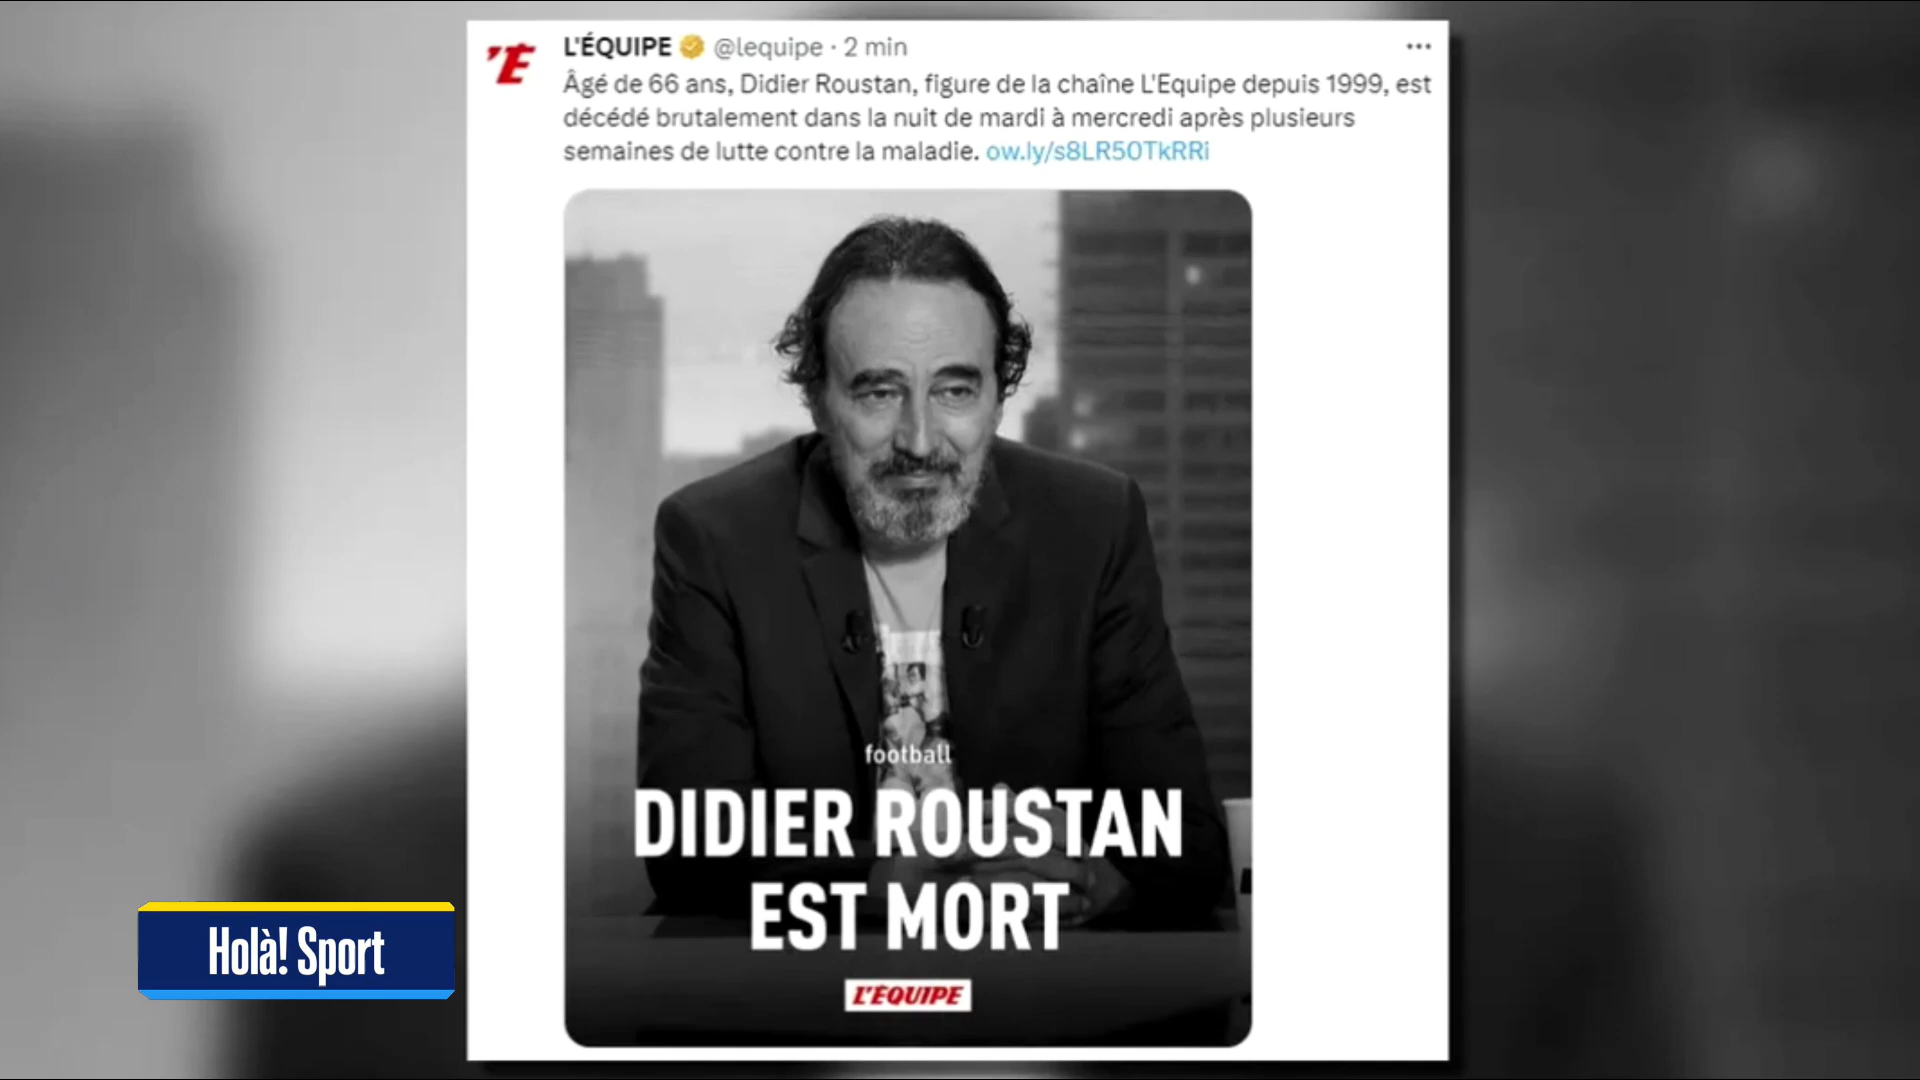 L'ÉQUIPE @lequipe · 2 min
Âgé de 66 ans, Didier Roustan, figure de la chaîne L'Equipe depuis 1999, est
décédé brutalement dans la nuit de mardi à mercredi après plusieurs
semaines de lutte contre la maladie. ow.ly/s8LR50TkRRi
football
DIDIER ROUSTAN
EST MORT
L'ÉQUIPE
Holà! Sport